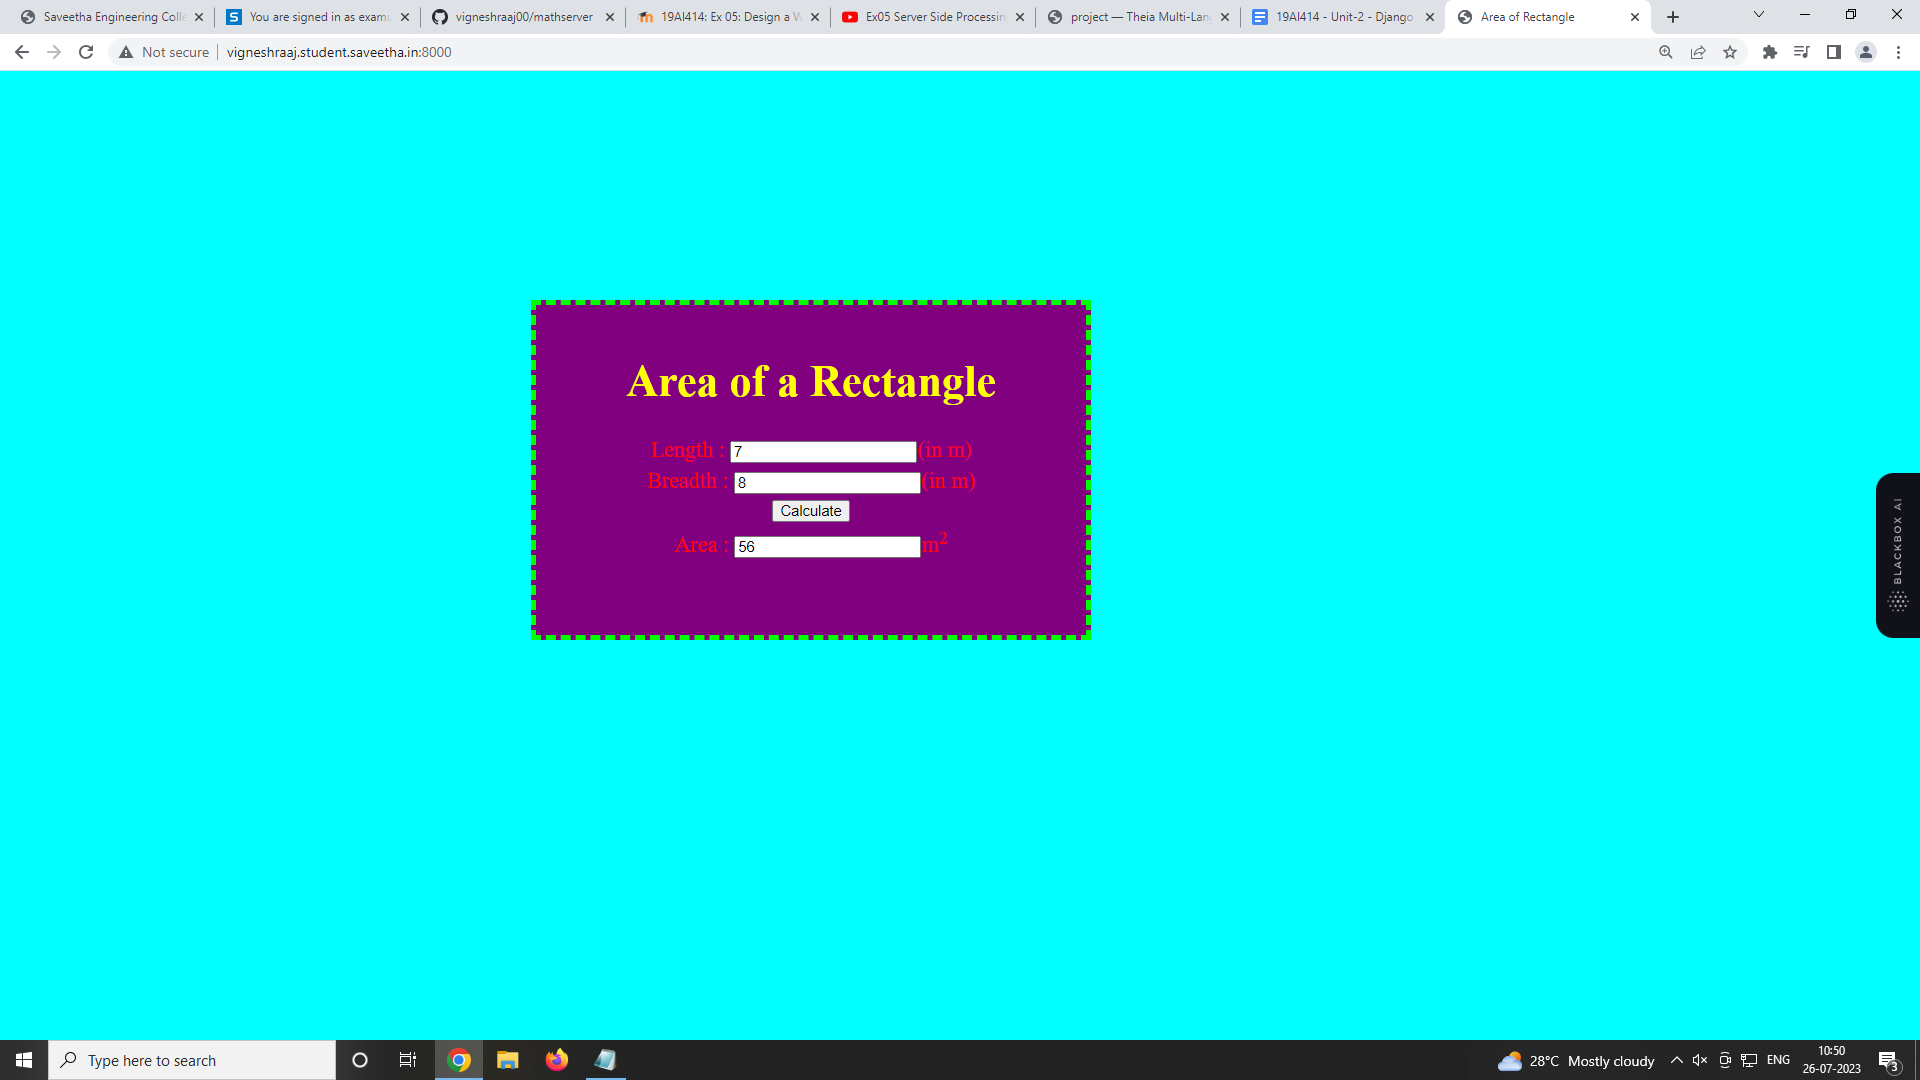 Saveetha Engineering Colle
You are signed in as examu
vigneshraaj00/mathserver
19AI414: Ex 05: Design a W
Ex05 Server Side Processin
project — Theia Multi-Lang
19AI414 - Unit-2 - Django
Area of Rectangle
Not secure
vigneshraaj.student.saveetha.in:8000
Area of a Rectangle
Length : 7 (in m)
Breadth : 8 (in m)
Calculate
Area : 56 m²
BLACKBOX AI
Type here to search
28°C Mostly cloudy
ENG
10:50
26-07-2023
3